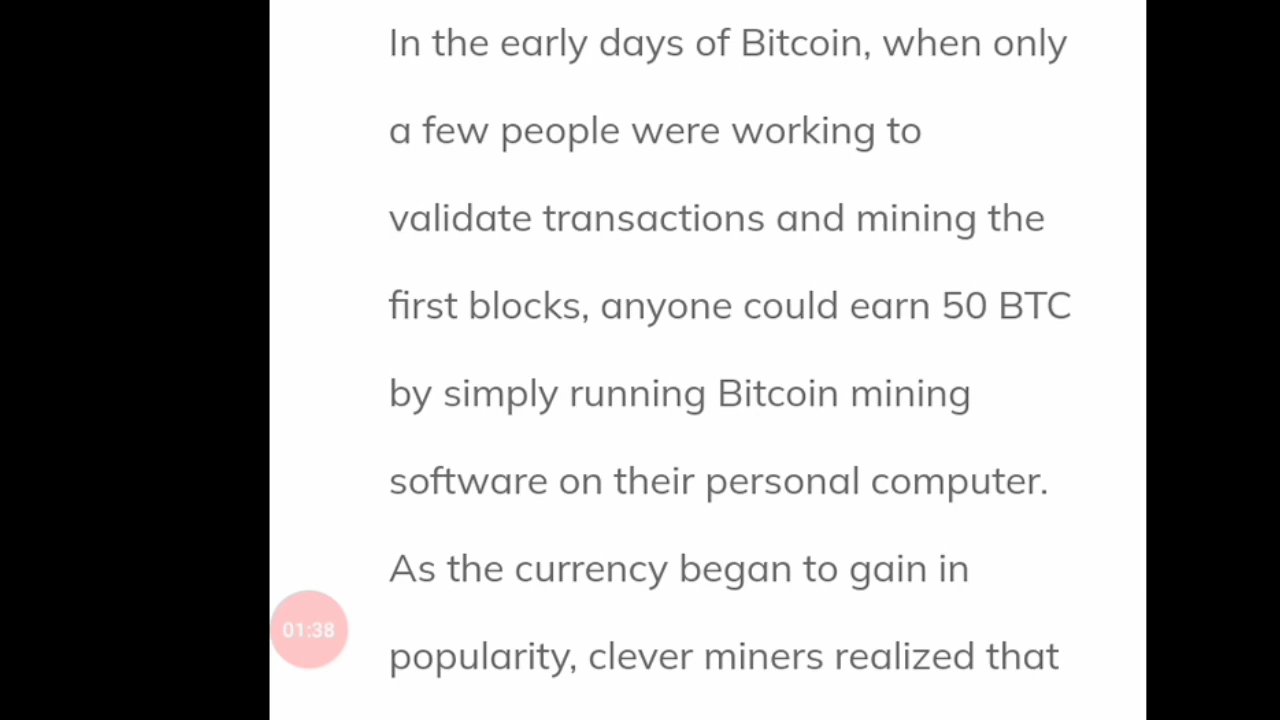 In the early days of Bitcoin, when only
a few people were working to
validate transactions and mining the
first blocks, anyone could earn 50 BTC
by simply running Bitcoin mining
software on their personal computer.
As the currency began to gain in
01:38
popularity, clever miners realized that